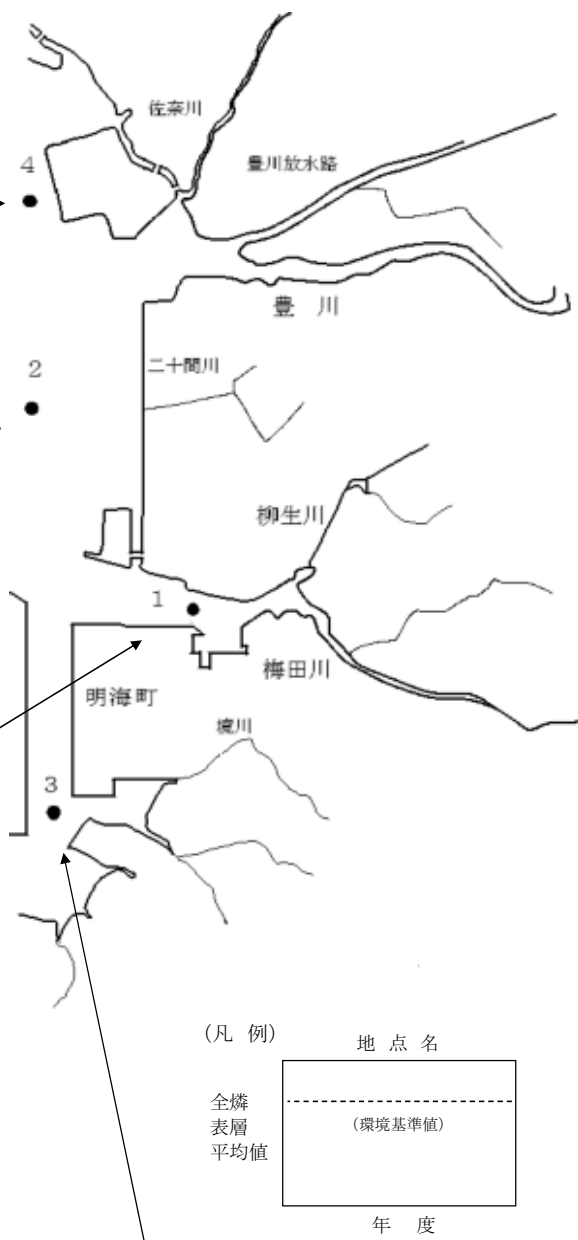 佐奈川
4
豊川放水路
豊 川
2
二十間川
柳生川
1
梅田川
明海町
境川
3
(凡 例)
地 点 名
全燐
表層
平均値
(環境基準値)
年 度